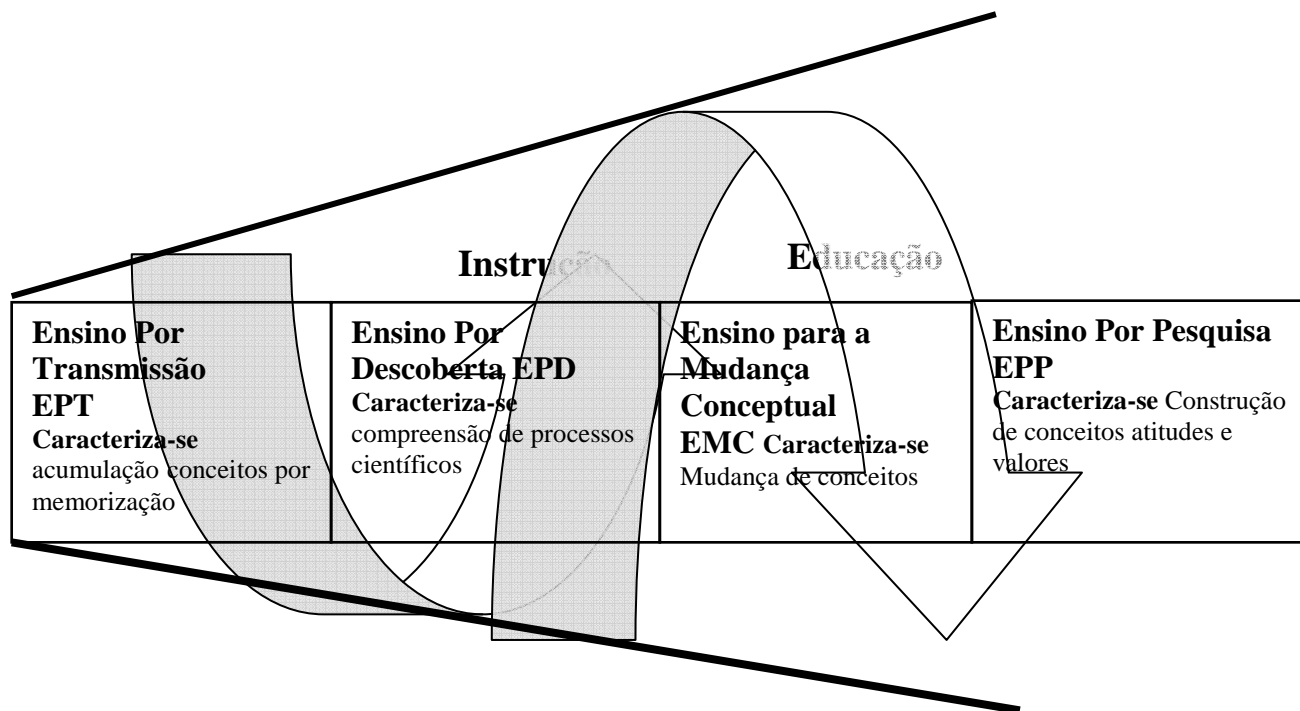 Instrução
Educação
Ensino Por
Transmissão
EPT
Caracteriza-se
acumulação conceitos por
memorização
Ensino Por
Descoberta EPD
Caracteriza-se
compreensão de processos
científicos
Ensino para a
Mudança
Conceptual
EMC Caracteriza-se
Mudança de conceitos
Ensino Por Pesquisa
EPP
Caracteriza-se Construção
de conceitos atitudes e
valores